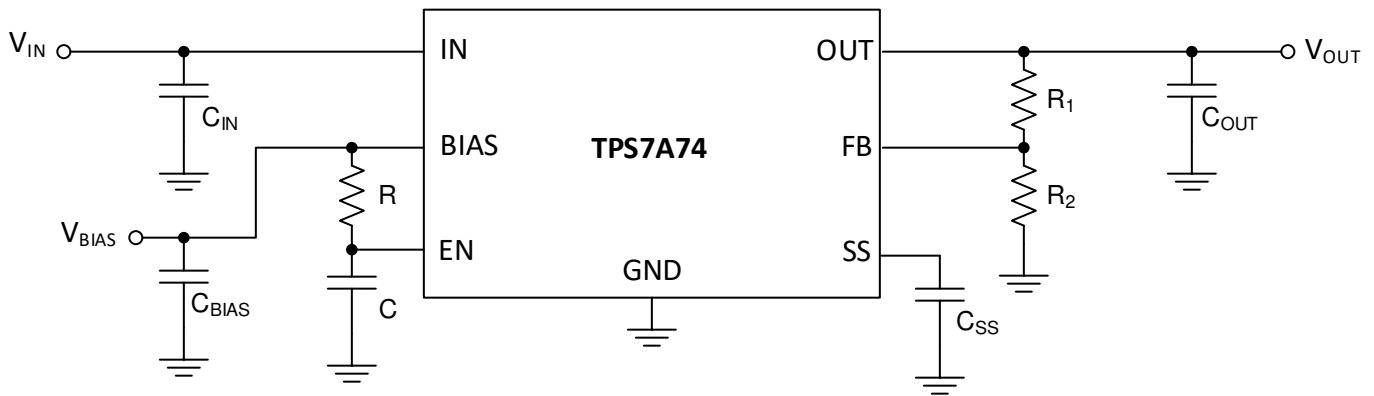 V_IN
IN
OUT
V_OUT
C_IN
R_1
C_OUT
BIAS
TPS7A74
FB
R
R_2
V_BIAS
EN
SS
GND
C_BIAS
C
C_SS